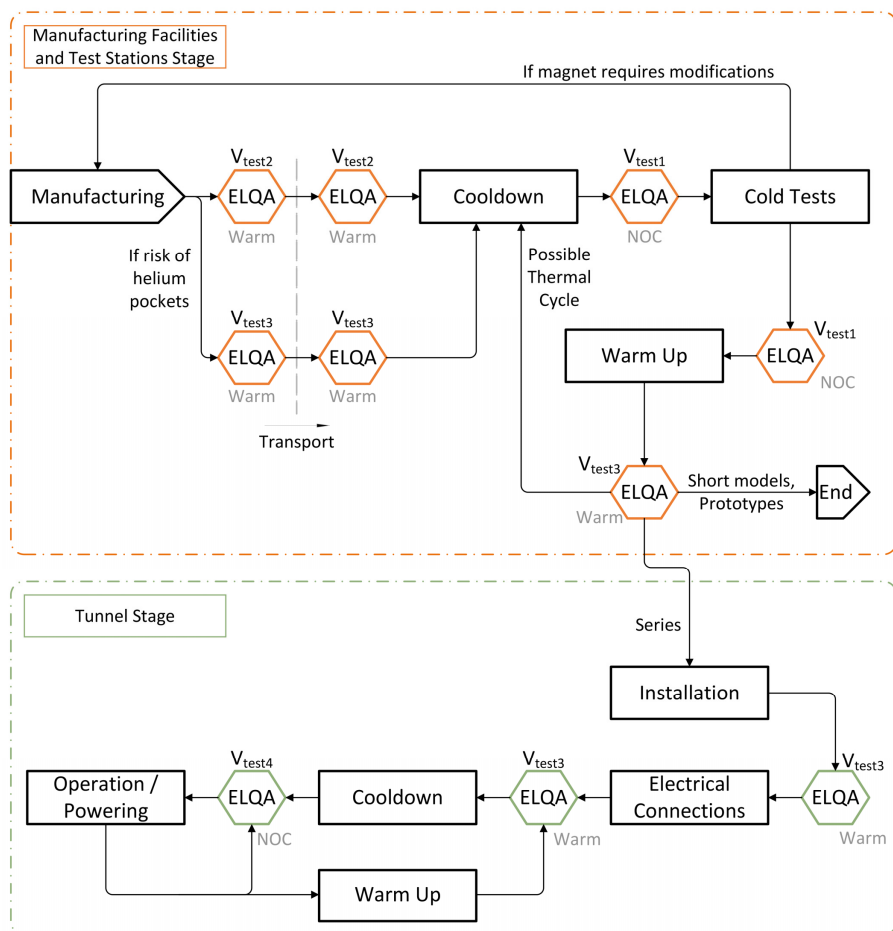 Manufacturing Facilities
and Test Stations Stage
If magnet requires modifications
Vtest2
Vtest2
Vtest1
Manufacturing
ELQA
ELQA
Cooldown
ELQA
Cold Tests
Warm
Warm
NOC
If risk of
helium
pockets
Possible
Thermal
Cycle
Vtest3
Vtest3
Vtest1
ELQA
ELQA
Warm Up
ELQA
Warm
Warm
NOC
Transport
Vtest3
ELQA
Warm
Short models,
Prototypes
End
Tunnel Stage
Series
Installation
Vtest4
Vtest3
Vtest3
Operation /
Powering
ELQA
Cooldown
ELQA
Electrical
Connections
ELQA
NOC
Warm
Warm
Warm Up